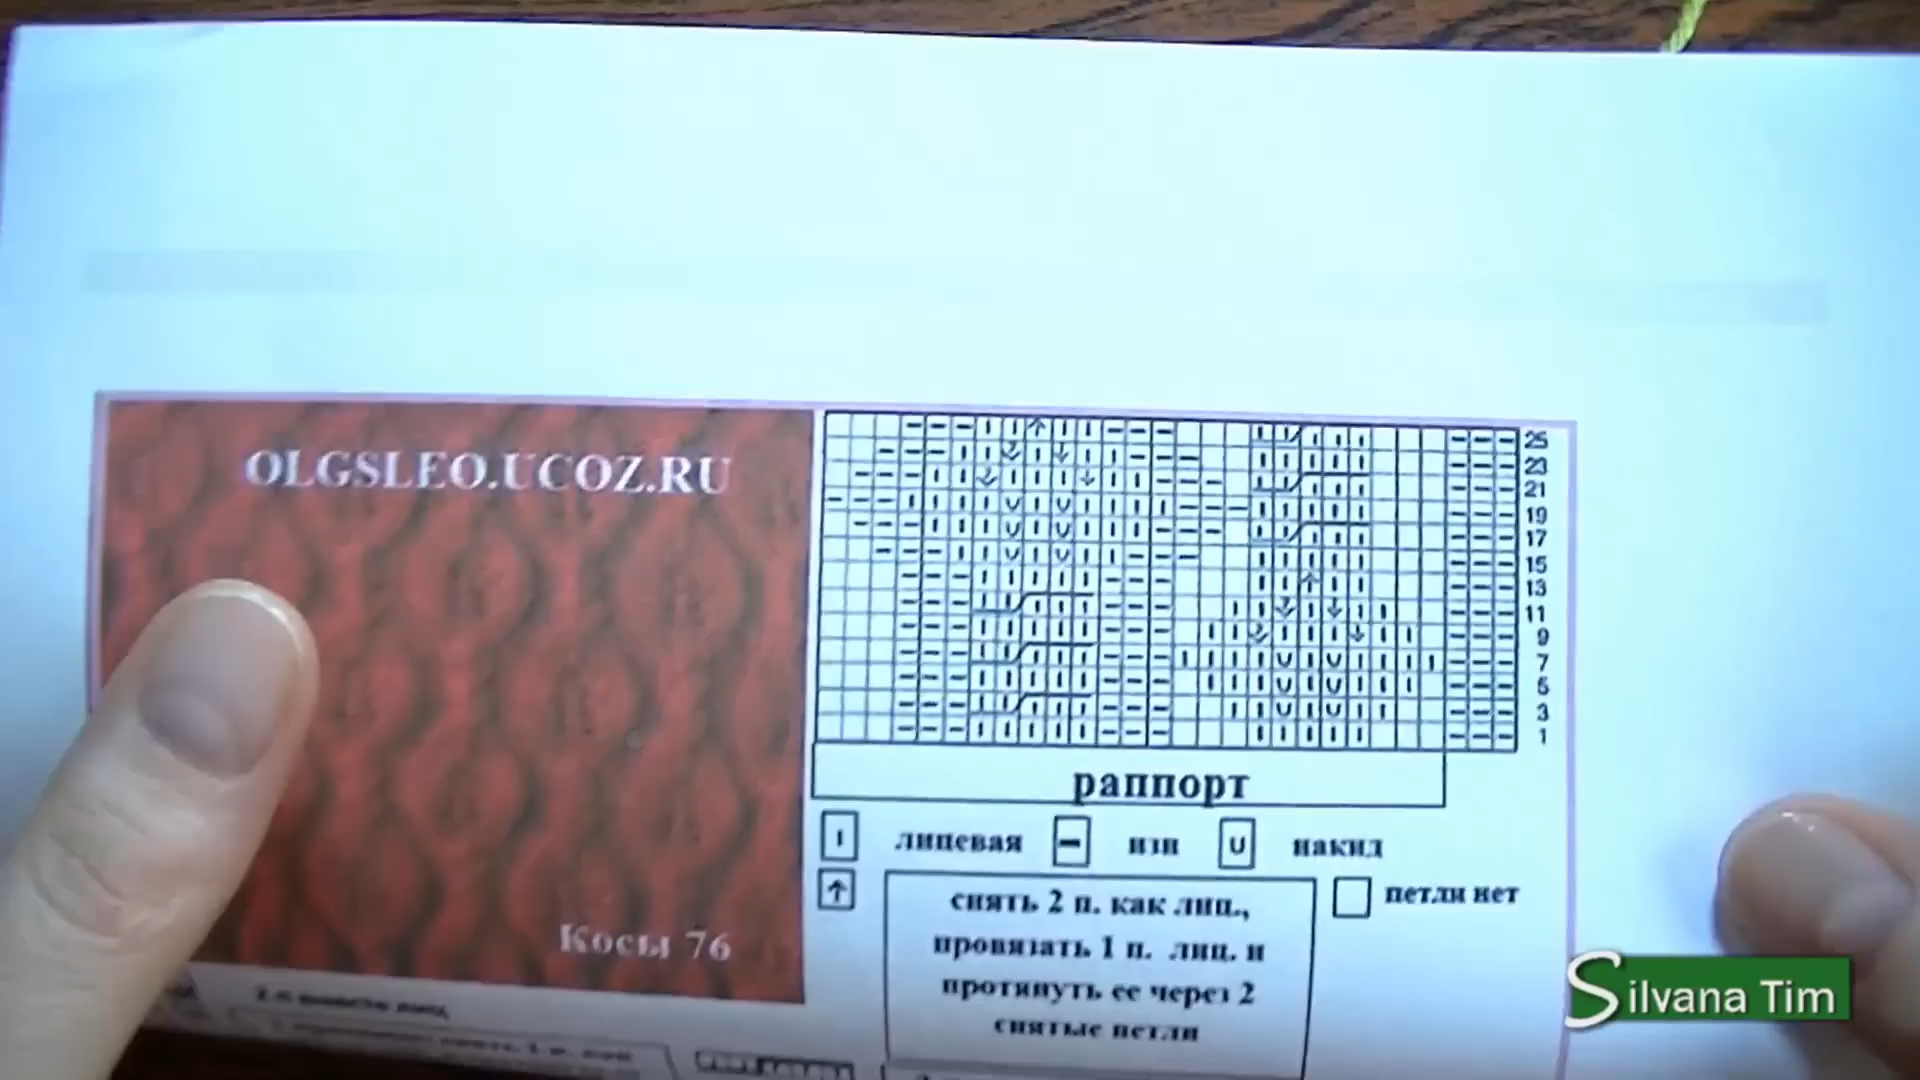 OLGSLEO.UCOZ.RU
Косы 76
25
23
21
19
17
15
13
11
9
7
5
3
1
раппорт
лицевая изн накид
снять 2 п. как лиц.,
провязать 1 п. лиц. и
протянуть ее через 2
снятые петли
петли нет
Silvana Tim